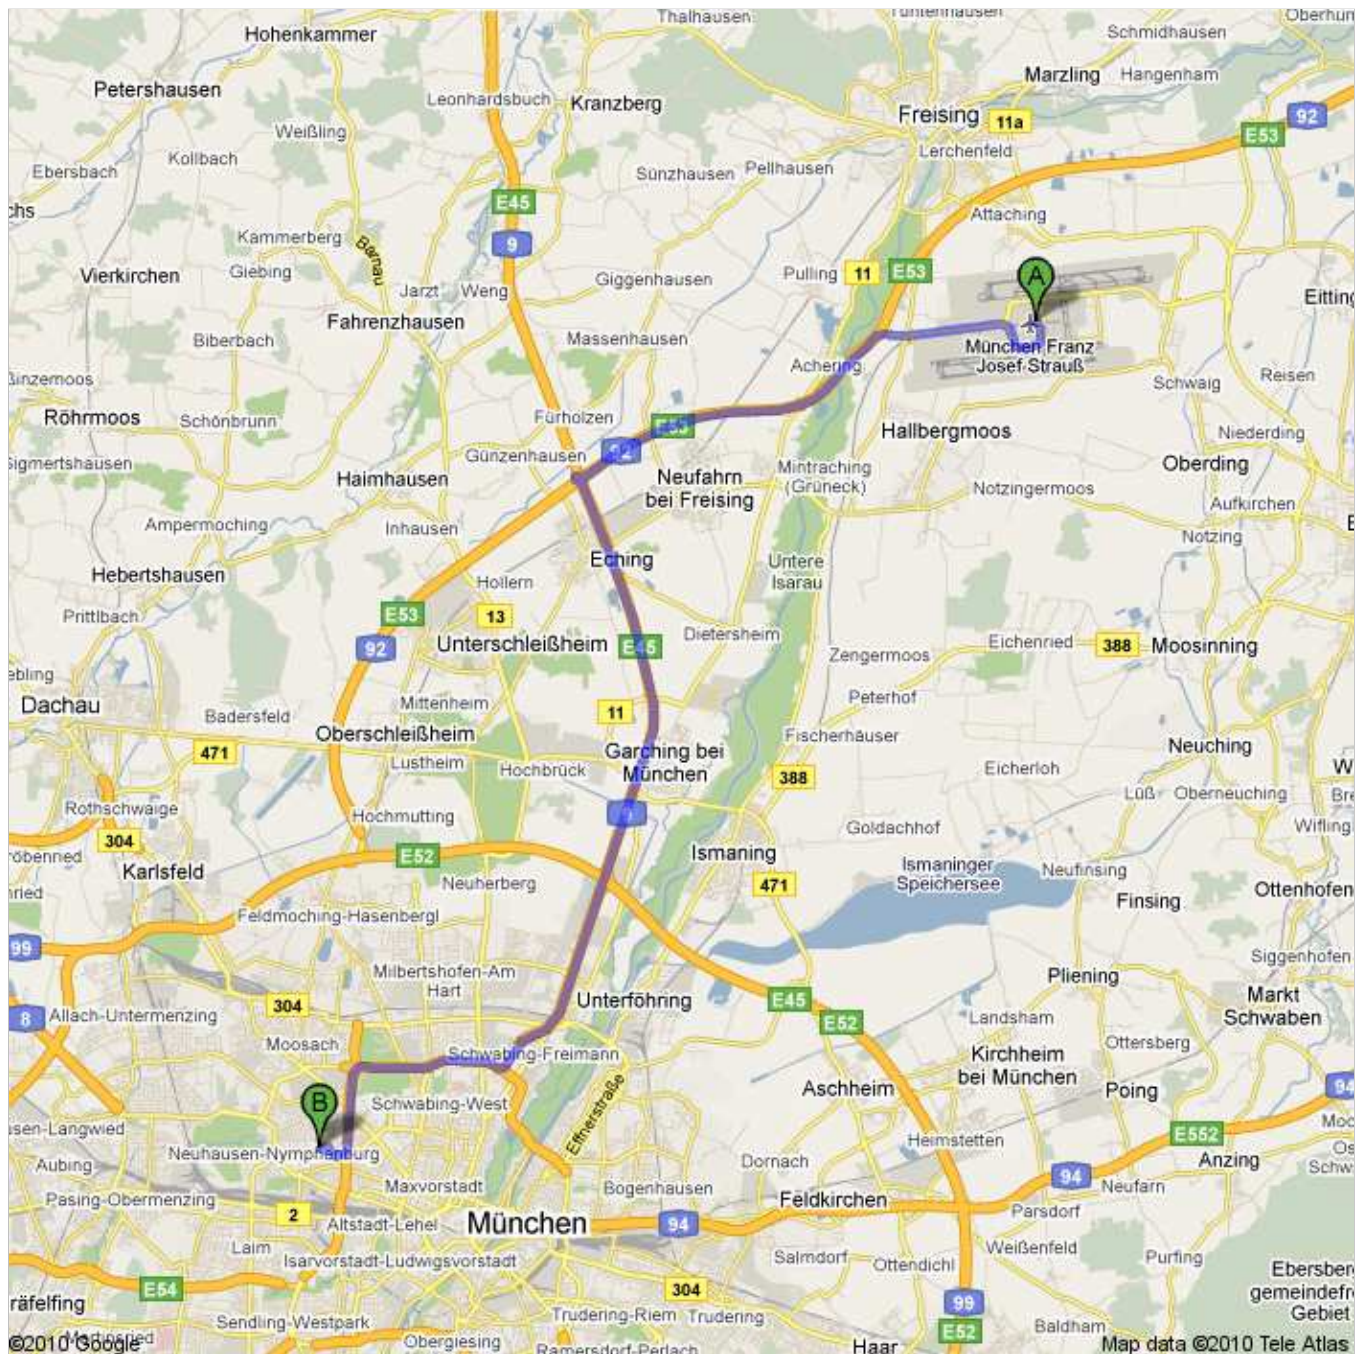 Thalhausen
Tüntenhausen
Hohenkammer
Schmidhausen
Marzling
Hangenham
Petershausen
Leonhardsbuch
Kranzberg
Freising
11a
92
E53
Weißling
Lerchenfeld
Kollbach
Ebersbach
Sünzhausen
Pellhausen
E45
Attaching
Kammerberg
9
Giebing
Vierkirchen
Jarzt
Weng
Giggenhausen
Pulling
11
E53
A
Fahrenzhausen
Biberbach
Massenhausen
München Franz
Josef Strauß
Achering
Schwaig
Reisen
Röhrmoos
Schönbrunn
Fürholzen
E53
92
Hallbergmoos
Niederding
Günzenhausen
Sigmertshausen
Haimhausen
Neufahrn
bei Freising
Mintraching
(Grüneck)
Oberding
Notzingermoos
Aufkirchen
Ampermoching
Inhausen
Notzing
Hebertshausen
Eching
Untere
Isarau
Hollern
Prittlbach
E53
13
92
Unterschleißheim
E45
Dietersheim
Zengermoos
Eichenried
388
Moosinning
Dachau
Badersfeld
Mittenheim
11
Peterhof
Oberschleißheim
Fischerhäuser
471
Lustheim
Hochbrück
Garching bei
München
388
Eicherloh
Neuching
Lüß
Oberneuching
Rothschwaige
Hochmutting
9
304
Goldachhof
Karlsfeld
E52
Neuherberg
Ismaning
471
Ismaninger
Speichersee
Neufinsing
Finsing
Ottenhofen
Feldmoching-Hasenbergl
99
Milbertshofen-Am
Hart
Siggenhofen
Pliening
304
Unterföhring
E45
E52
8
Allach-Untermenzing
Landsham
Markt
Schwaben
Moosach
Schwabing-Freimann
Ottersberg
Kirchheim
bei München
B
Schwabing-West
Effnerstraße
Aschheim
Poing
94
Neuhausen-Nymphenburg
Heimstetten
E552
Anzing
Aubing
Dornach
94
Neufarn
Pasing-Obermenzing
Maxvorstadt
Bogenhausen
2
Altstadt-Lehel
München
94
Feldkirchen
Parsdorf
Laim
Isarvorstadt-Ludwigsvorstadt
Salmdorf
Ottendichl
Weißenfeld
Purfing
E54
304
99
E52
Sendling-Westpark
Trudering-Riem
Trudering
Baldham
Obergiesing
Ramersdorf-Perlach
Haar
©2010 Google
Map data ©2010 Tele Atlas